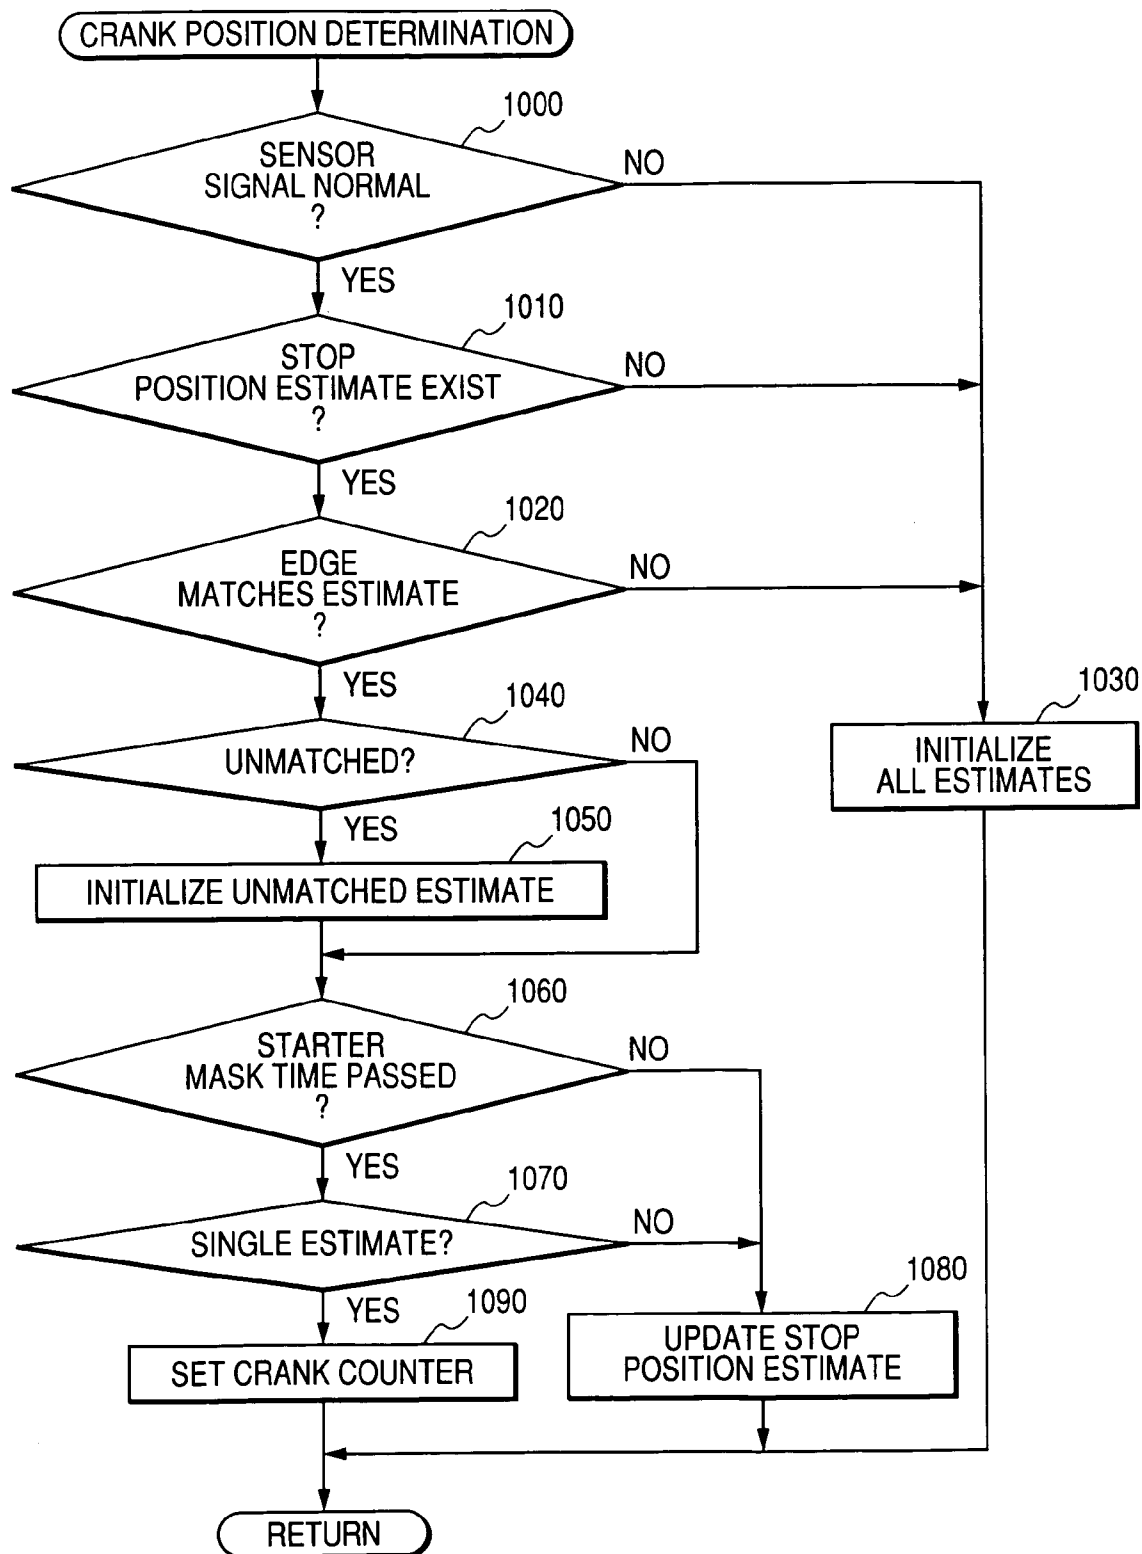 CRANK POSITION DETERMINATION
1000
SENSOR
SIGNAL NORMAL
?
NO
YES
1010
STOP
POSITION ESTIMATE EXIST
?
NO
YES
1020
EDGE
MATCHES ESTIMATE
?
NO
YES
1030
INITIALIZE
ALL ESTIMATES
1040
UNMATCHED?
NO
YES
1050
INITIALIZE UNMATCHED ESTIMATE
1060
STARTER
MASK TIME PASSED
?
NO
YES
1070
SINGLE ESTIMATE?
NO
YES
1080
UPDATE STOP
POSITION ESTIMATE
1090
SET CRANK COUNTER
RETURN